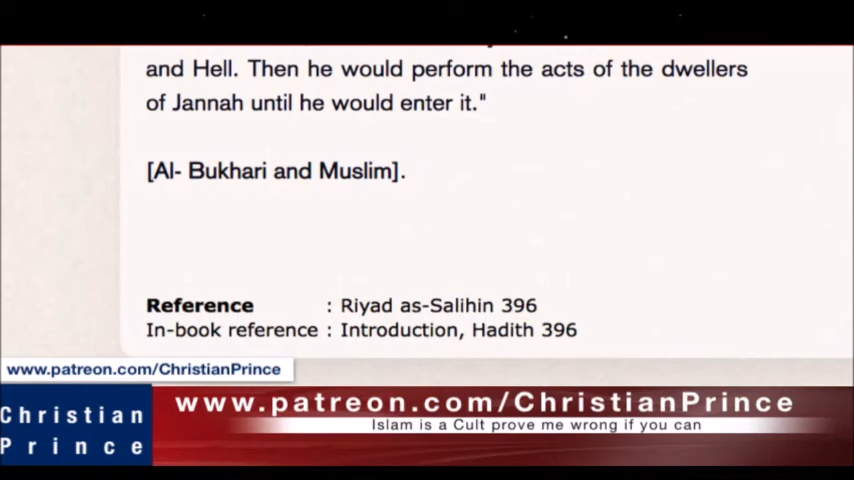 and Hell. Then he would perform the acts of the dwellers
of Jannah until he would enter it."
[Al- Bukhari and Muslim].
Reference : Riyad as-Salihin 396
In-book reference : Introduction, Hadith 396
www.patreon.com/ChristianPrince
Christian
Prince
www.patreon.com/ChristianPrince
Islam is a Cult prove me wrong if you can